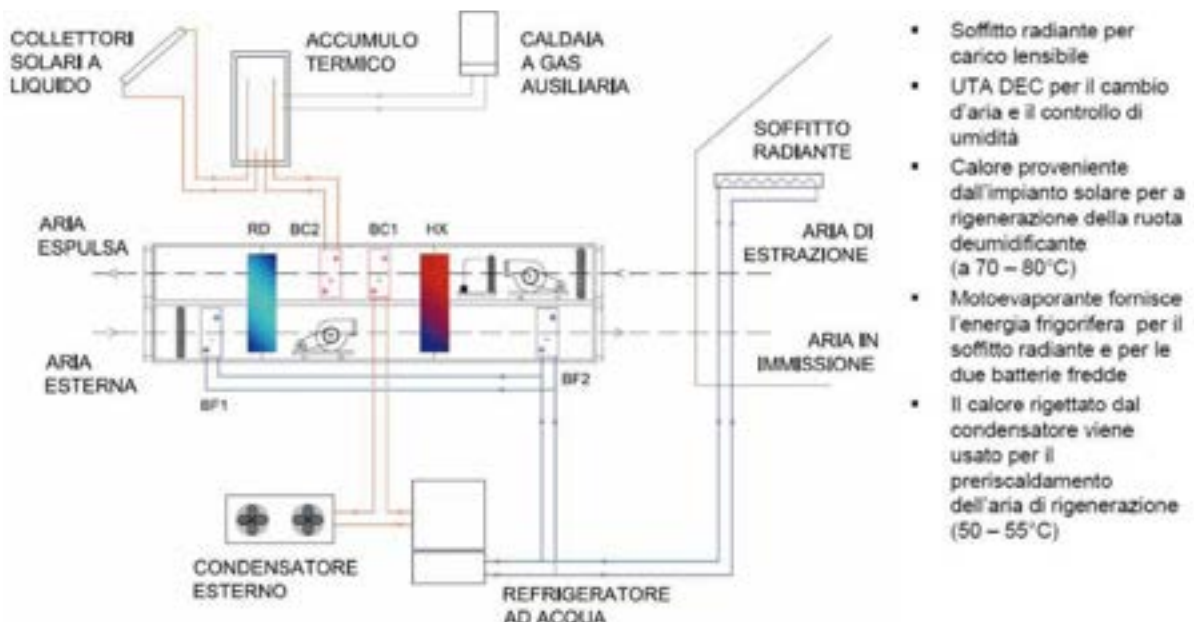 COLLETTORI
SOLARI A
LIQUIDO
ACCUMULO
TERMICO
CALDAIA
A GAS
AUSILIARIA
SOFFITTO
RADIANTE
ARIA
ESPULSA
RD
BC2
BC1
HX
ARIA DI
ESTRAZIONE
ARIA
ESTERNA
ARIA IN
IMMISSIONE
BF1
BF2
CONDENSATORE
ESTERNO
REFRIGERATORE
AD ACQUA
▪ Soffitto radiante per
carico lensibile
▪ UTA DEC per il cambio
d'aria e il controllo di
umidità
▪ Calore proveniente
dall'impianto solare per a
rigenerazione della ruota
deumidificante
(a 70 – 80°C)
▪ Motoevaporante fornisce
l'energia frigorifera per il
soffitto radiante e per le
due batterie fredde
▪ Il calore rigettato dal
condensatore viene
usato per il
preriscaldamento
dell'aria di rigenerazione
(50 – 55°C)